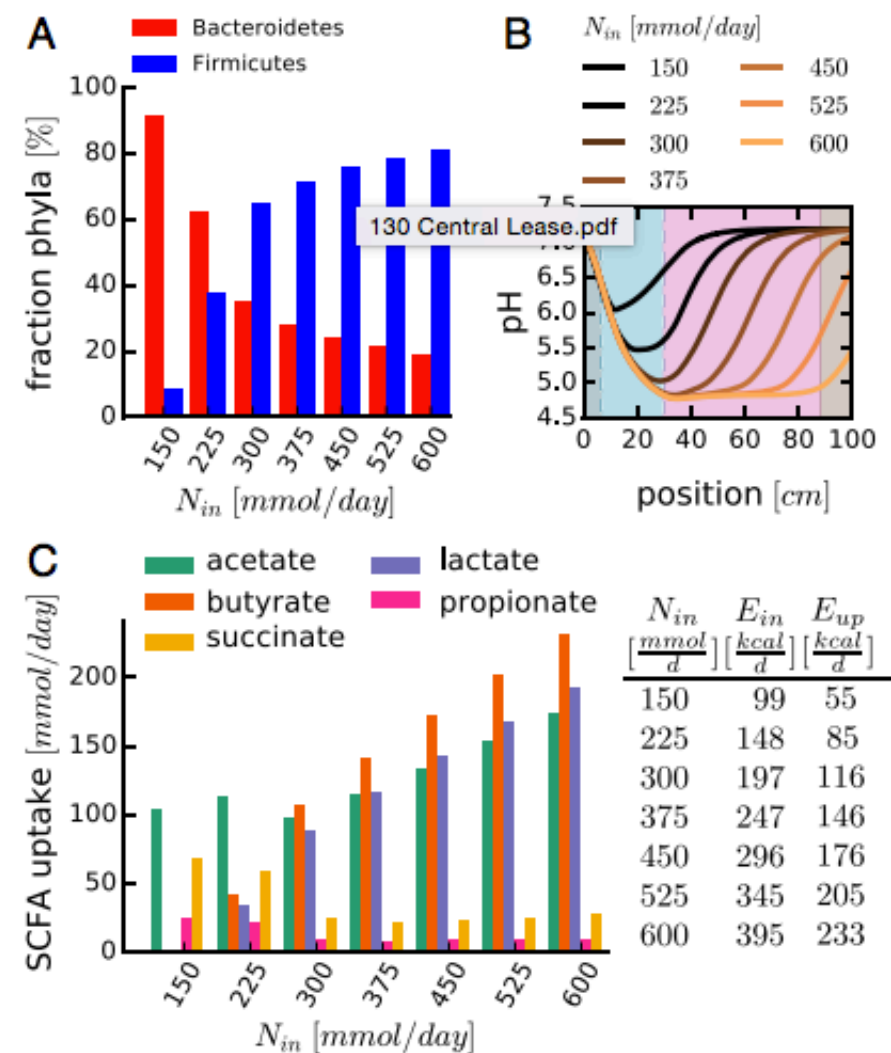 A
Bacteroidetes
Firmicutes
fraction phyla [%]
100
80
60
40
20
0
150 225 300 375 450 525 600
N_in [mmol/day]
B
N_in [mmol/day]
150 450
225 525
300 600
375
130 Central Lease.pdf
pH
7.5
6.5
6.0
5.5
5.0
4.5
0 20 40 60 80 100
position [cm]
C
acetate lactate
butyrate propionate
succinate
SCFA uptake [mmol/day]
200
150
100
50
0
150 225 300 375 450 525 600
N_in [mmol/day]
N_in E_in E_up
[mmol/d] [kcal/d] [kcal/d]
150 99 55
225 148 85
300 197 116
375 247 146
450 296 176
525 345 205
600 395 233